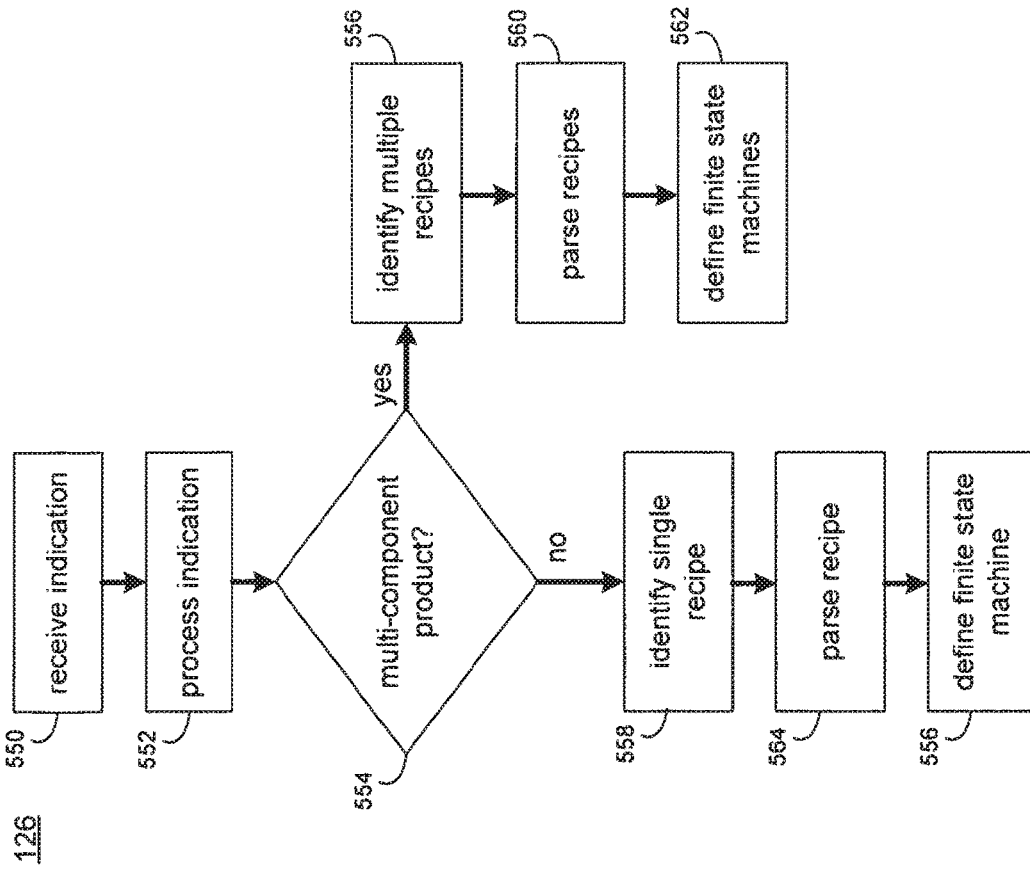 126
550
receive indication
552
process indication
554
multi-component
product?
yes
556
identify multiple
recipes
560
parse recipes
562
define finite state
machines
no
558
identify single
recipe
564
parse recipe
556
define finite state
machine